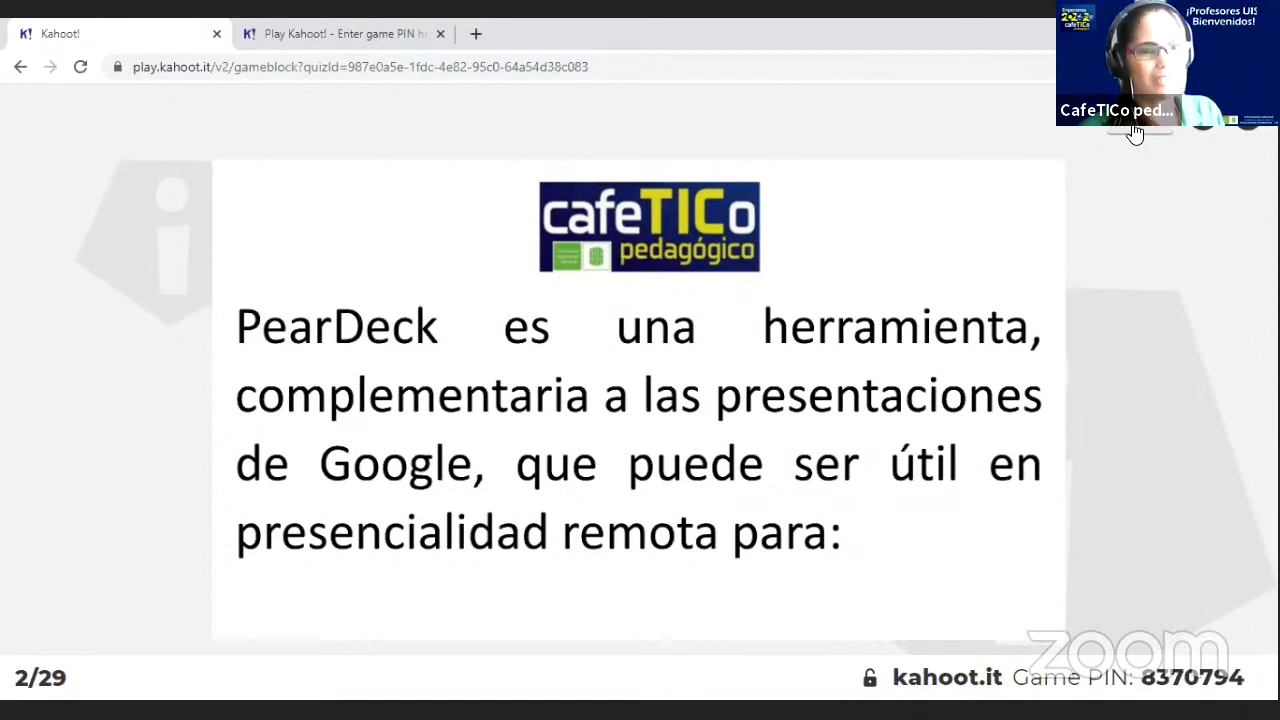 Kahoot!
Play Kahoot! - Enter game PIN he
play.kahoot.it/v2/gameblock?quizId=987e0a5e-1fdc-4e82-95c0-64a54d38c083
¡Profesores UIS
Bienvenidos!
cafeTICo
CafeTICo ped...
cafeTICo
pedagógico
PearDeck es una herramienta,
complementaria a las presentaciones
de Google, que puede ser útil en
presencialidad remota para:
zoom
2/29
kahoot.it Game PIN: 8370794